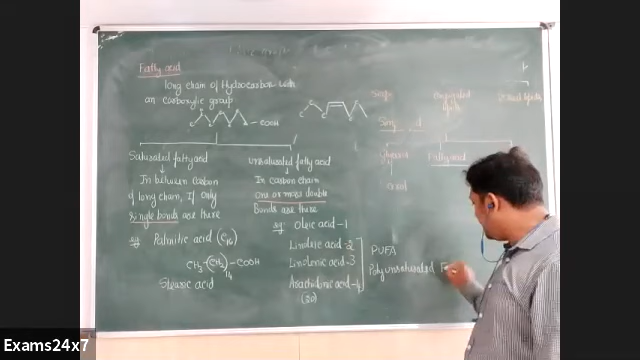 Fatty acid
long chain of Hydrocarbon with
an carboxylic group
COOH
Saturated fatty acid
In between carbon
of long chain, If only
single bonds are there
eg Palmitic acid (C16)
CH3-(CH2)14-COOH
Stearic acid
unsaturated fatty acid
In carbon chain
one or more double
Bonds are there
eg: Oleic acid-1
Linoleic acid-2
Linolenic acid-3
Arachidonic acid-4
(20)
PUFA
Polyunsaturated F
conjugated
lipids
Glycerol
Fatty acid
Exams24x7